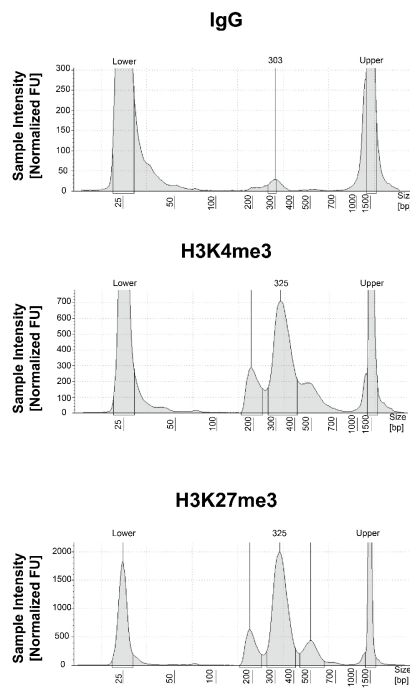 IgG
Sample Intensity
[Normalized FU]
Lower
303
Upper
300
250
200
150
100
50
0
25
50
100
200
300
400
500
700
1000
1500
Size
[bp]
H3K4me3
Sample Intensity
[Normalized FU]
Lower
325
Upper
700
600
500
400
300
200
100
0
25
50
100
200
300
400
500
700
1000
1500
Size
[bp]
H3K27me3
Sample Intensity
[Normalized FU]
Lower
325
Upper
2000
1500
1000
500
0
25
50
100
200
300
400
500
700
1000
1500
Size
[bp]